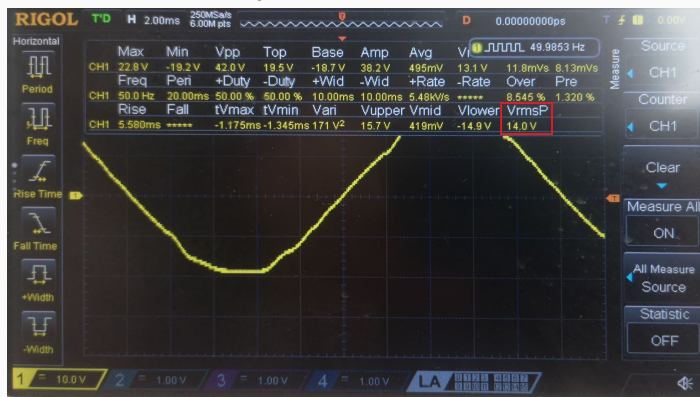 RIGOL T'D H 2.00ms 250MSa/s 6.00M pts D 0.00000000ps T 1 0.00V
Horizontal
Period
Freq
Rise Time
Fall Time
+Width
-Width
1 49.9853 Hz
Max Min Vpp Top Base Amp Avg
CH1 22.8 V -19.2 V 42.0 V 19.5 V -18.7 V 38.2 V 495mV 13.1 V 11.8mVs 8.13mVs
Freq Peri +Duty -Duty +Wid -Wid +Rate -Rate Over Pre
CH1 50.0 Hz 20.00ms 50.00 % 50.00 % 10.00ms 10.00ms 5.48kV/s ***** 8.545 % 1.320 %
Rise Fall tVmax tVmin Vari Vupper Vmid Vlower VrmsP
CH1 5.580ms ***** -1.175ms -1.345ms 171 V² 15.7 V 419mV -14.9 V 14.0 V
1
T
Measure
Source
CH1
Counter
CH1
Clear
Measure All
ON
All Measure
Source
Statistic
OFF
1 = 10.0 V 2 = 1.00 V 3 = 1.00 V 4 = 1.00 V LA